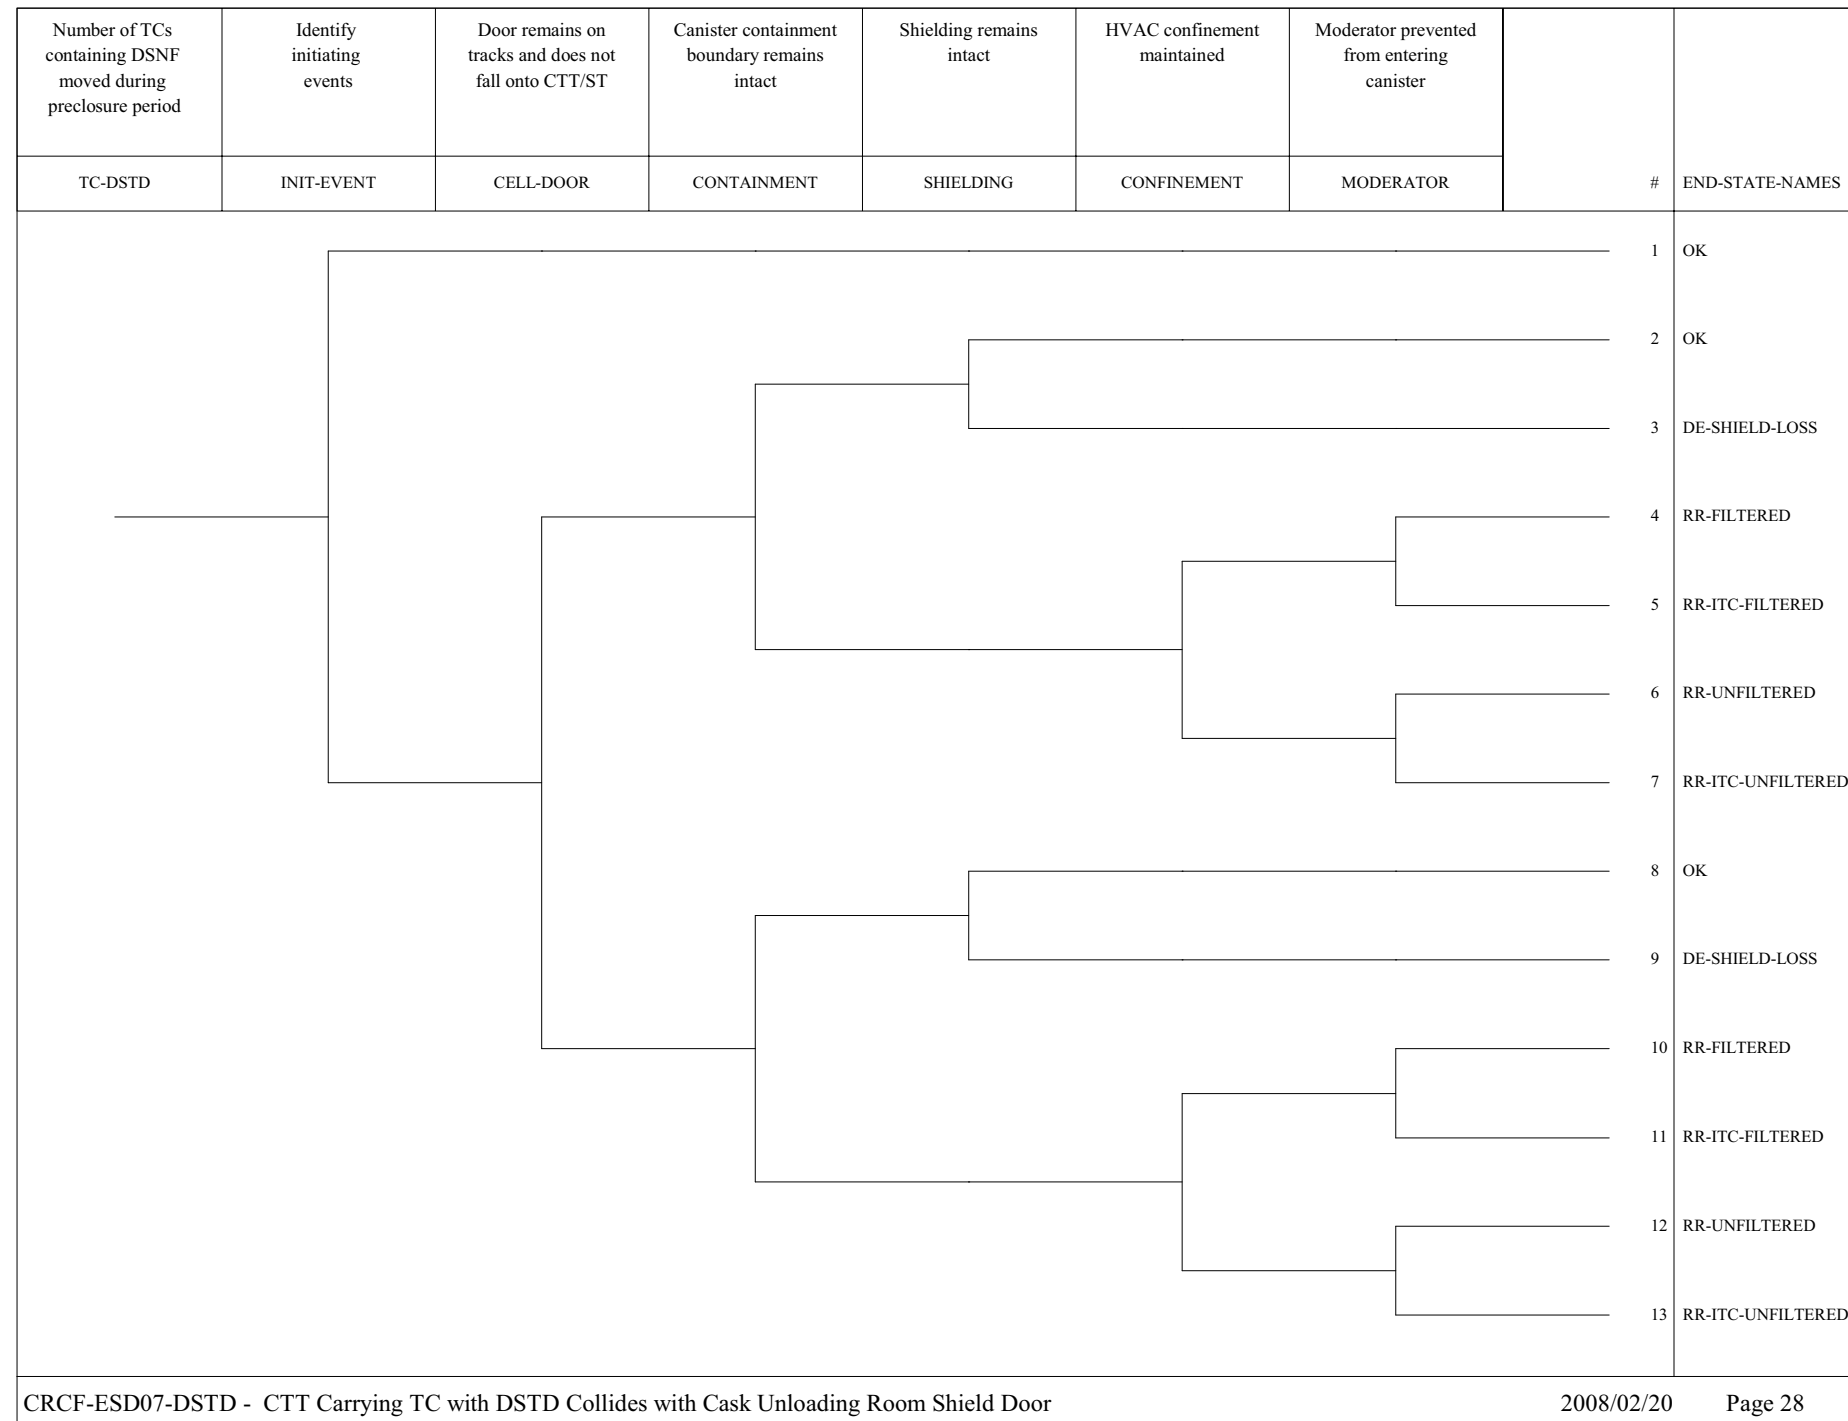 Number of TCs
containing DSNF
moved during
preclosure period
Identify
initiating
events
Door remains on
tracks and does not
fall onto CTT/ST
Canister containment
boundary remains
intact
Shielding remains
intact
HVAC confinement
maintained
Moderator prevented
from entering
canister
TC-DSTD INIT-EVENT CELL-DOOR CONTAINMENT SHIELDING CONFINEMENT MODERATOR # END-STATE-NAMES
1 OK
2 OK
3 DE-SHIELD-LOSS
4 RR-FILTERED
5 RR-ITC-FILTERED
6 RR-UNFILTERED
7 RR-ITC-UNFILTERED
8 OK
9 DE-SHIELD-LOSS
10 RR-FILTERED
11 RR-ITC-FILTERED
12 RR-UNFILTERED
13 RR-ITC-UNFILTERED
CRCF-ESD07-DSTD - CTT Carrying TC with DSTD Collides with Cask Unloading Room Shield Door 2008/02/20 Page 28